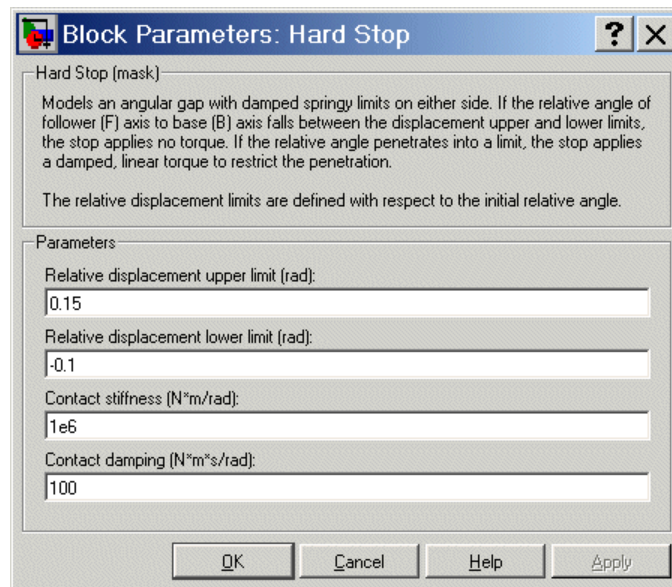 Block Parameters: Hard Stop
Hard Stop (mask)
Models an angular gap with damped springy limits on either side. If the relative angle of
follower (F) axis to base (B) axis falls between the displacement upper and lower limits,
the stop applies no torque. If the relative angle penetrates into a limit, the stop applies
a damped, linear torque to restrict the penetration.
The relative displacement limits are defined with respect to the initial relative angle.
Parameters
Relative displacement upper limit (rad):
0.15
Relative displacement lower limit (rad):
-0.1
Contact stiffness (N*m/rad):
1e6
Contact damping (N*m*s/rad):
100
OK Cancel Help Apply